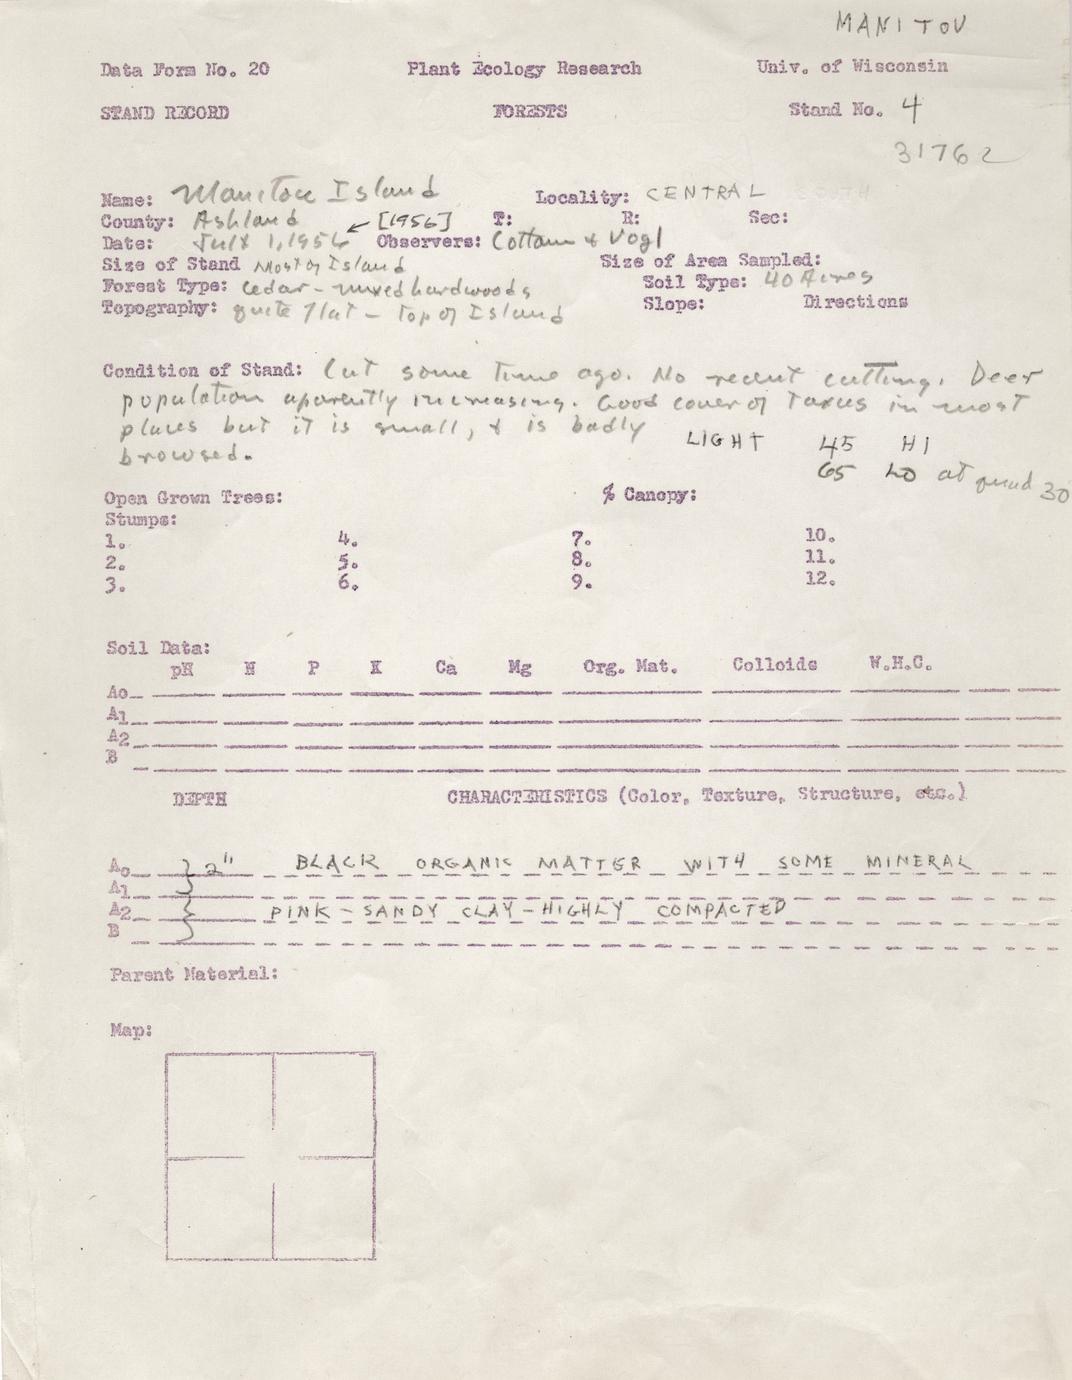 MANITOU
Data Form No. 20 Plant Ecology Research Univ. of Wisconsin
STAND RECORD FORESTS Stand No. 4
31762
Name: Manitou Island Locality: CENTRAL
County: Ashland ← [1956] T: R: Sec:
Date: July 1, 1956 Observers: Cottam & Vogl
Size of Stand Most of Island Size of Area Sampled:
Forest Type: Cedar - mixed hardwoods Soil Type: 40 Acres
Topography: quite flat - top of Island Slope: Directions
Condition of Stand: Cut some time ago. No recent cutting. Deer
population aparently increasing. Good cover of Taxus in most
places but it is small, & is badly
browsed.
LIGHT 45 HI
65 LO at quad 30
Open Grown Trees: % Canopy:
Stumps:
1. 4. 7. 10.
2. 5. 8. 11.
3. 6. 9. 12.
Soil Data:
pH N P K Ca Mg Org. Mat. Colloids W.H.C.
Ao
A1
A2
B
DEPTH CHARACTERISTICS (Color, Texture, Structure, etc.)
Ao } 2" BLACK ORGANIC MATTER WITH SOME MINERAL
A1
A2 } PINK - SANDY CLAY - HIGHLY COMPACTED
B
Parent Material:
Map: